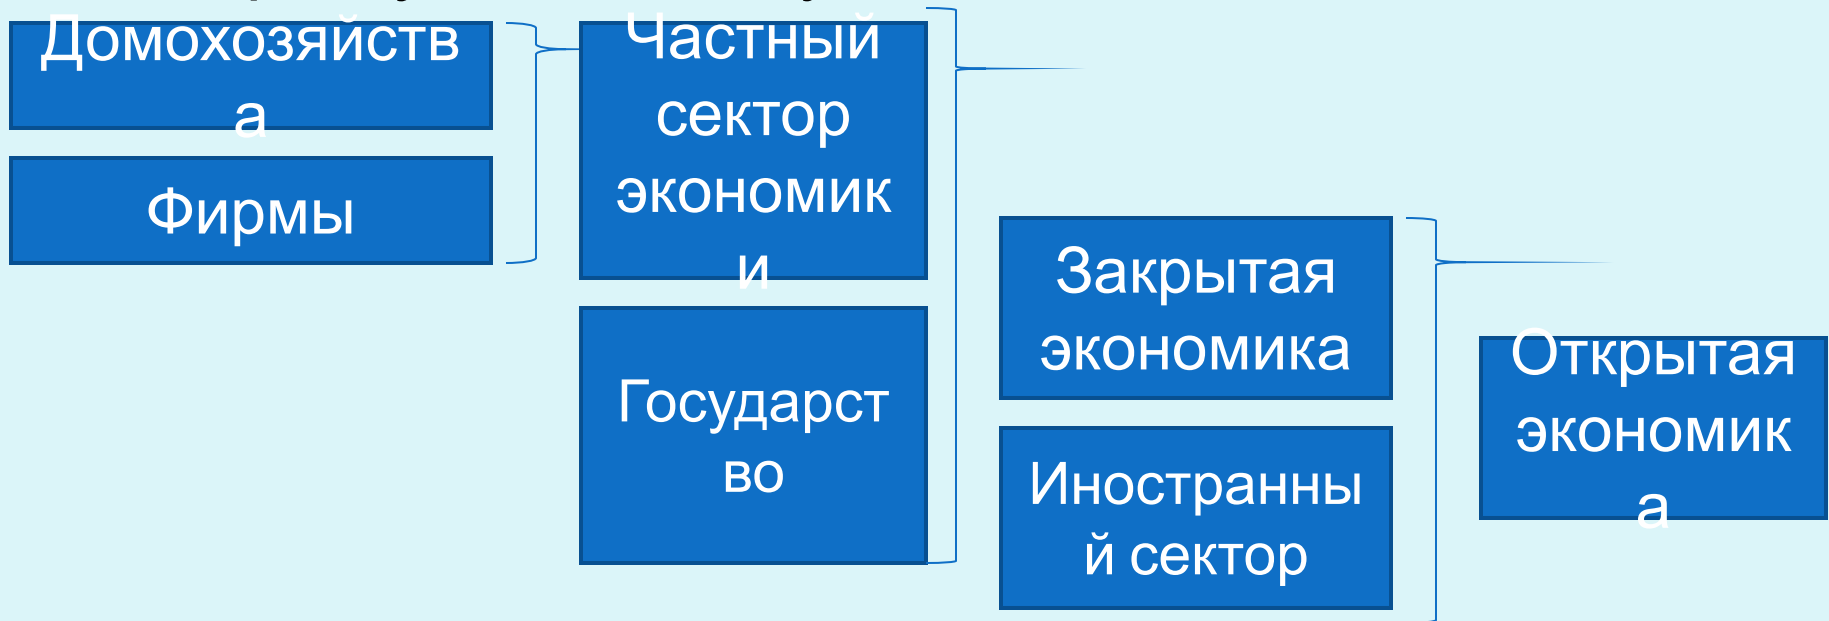 Домохозяйств
а
Фирмы
Частный
сектор
экономик
и
Государст
во
Закрытая
экономика
Иностранны
й сектор
Открытая
экономик
а